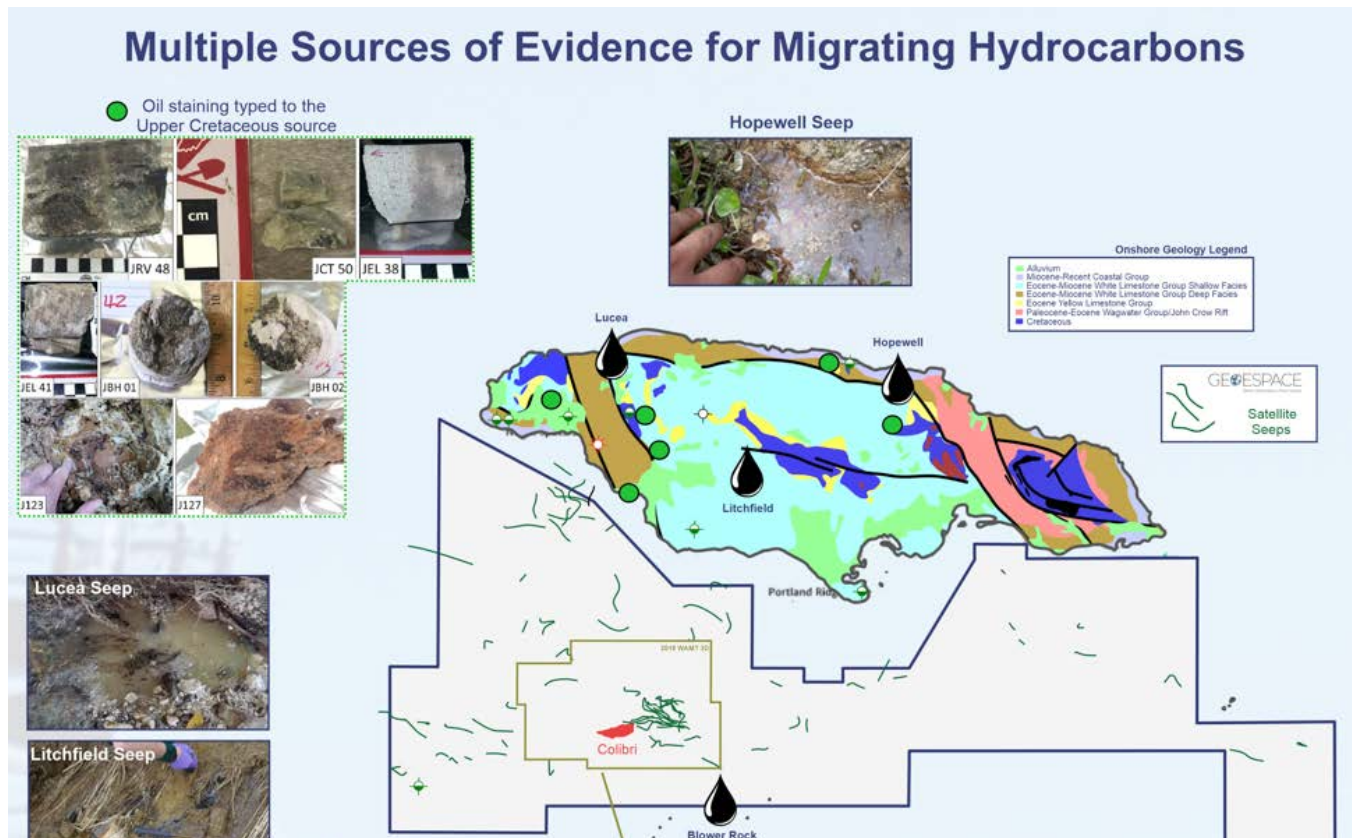 Multiple Sources of Evidence for Migrating Hydrocarbons
Oil staining typed to the
Upper Cretaceous source
cm
JRV 48
JCT 50
JEL 38
42
JEL 41
JBH 01
JBH 02
J123
J127
Hopewell Seep
Onshore Geology Legend
Alluvium
Miocene-Recent Coastal Group
Eocene-Miocene White Limestone Group Shallow Facies
Eocene-Miocene White Limestone Group Deep Facies
Eocene Yellow Limestone Group
Paleocene-Eocene Wagwater Group/John Crow Rift
Cretaceous
GEOESPACE
Satellite
Seeps
Lucea
Hopewell
Litchfield
Portland Ridge
Colibri
Blower Rock
Lucea Seep
Litchfield Seep